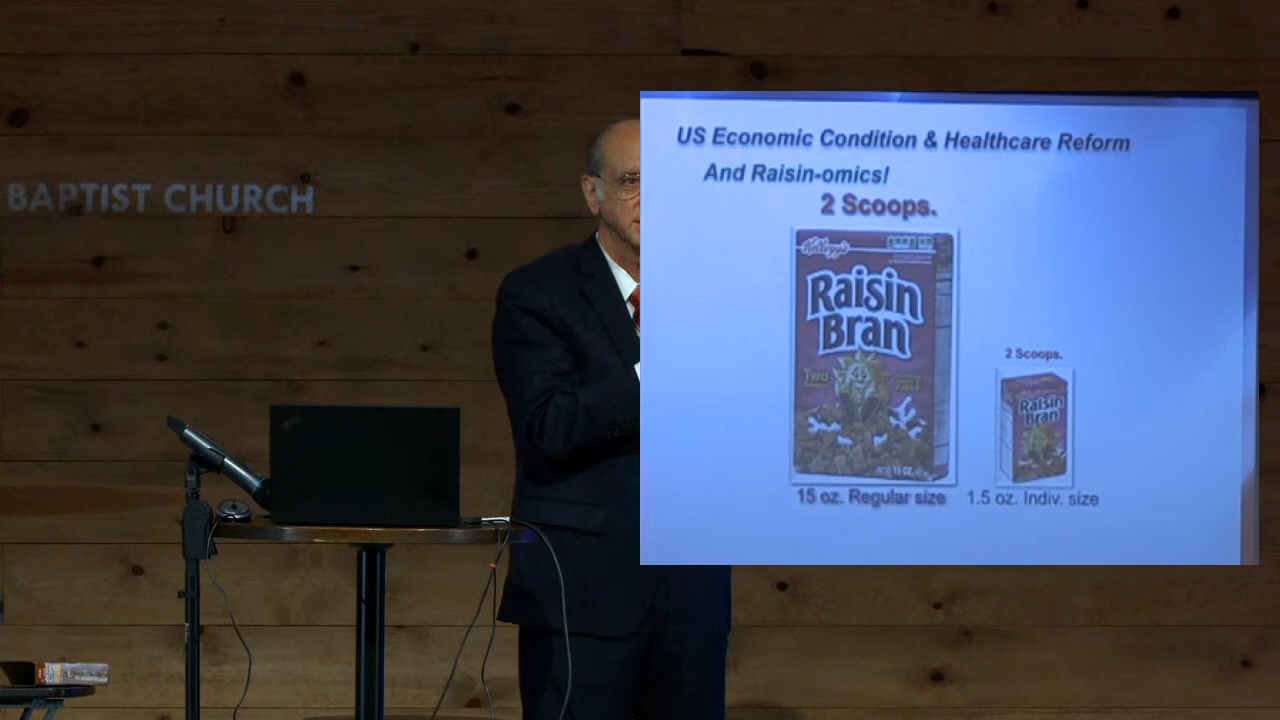 BAPTIST CHURCH
US Economic Condition & Healthcare Reform
And Raisin-omics!
2 Scoops.
Kellogg's
Raisin
Bran
Two
2 Scoops.
Raisin
Bran
15 oz. Regular size
1.5 oz. Indiv. size